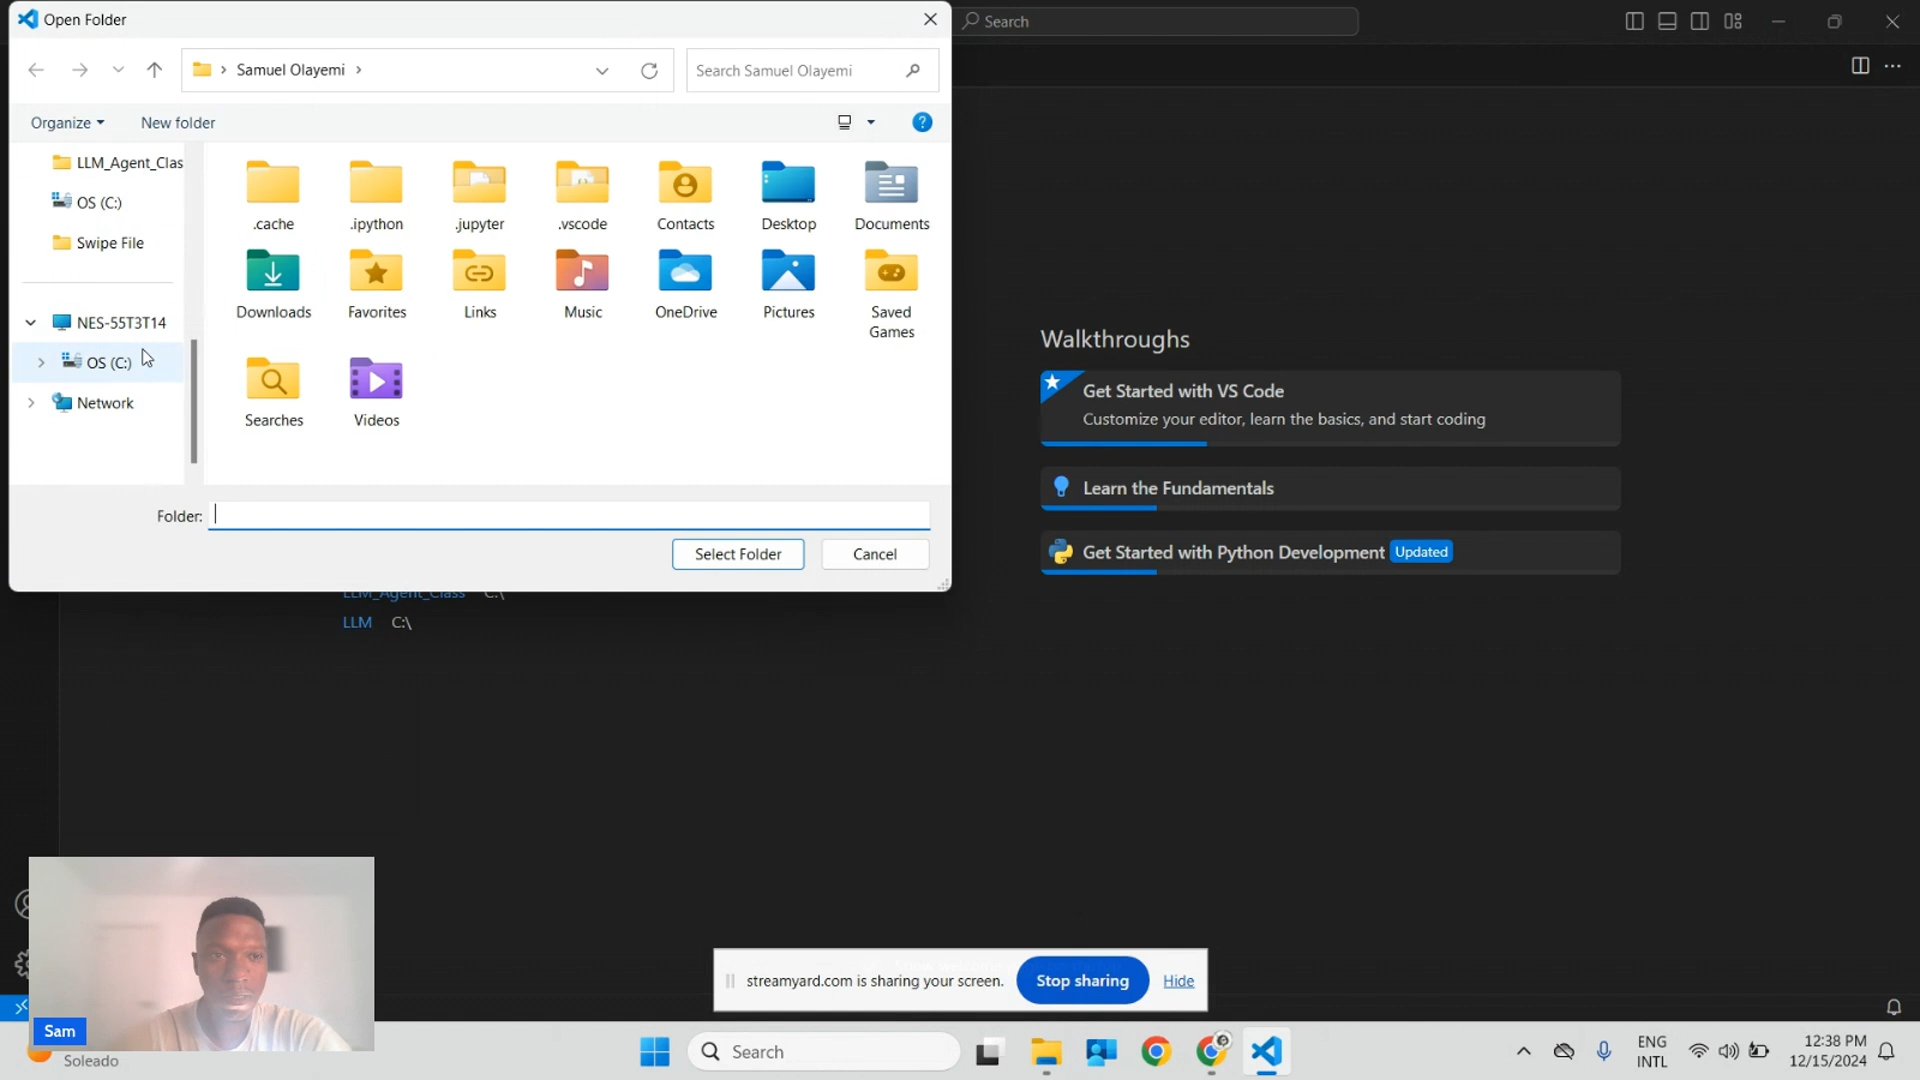 Open Folder
Search
Samuel Olayemi
Search Samuel Olayemi
Organize
New folder
?
LLM_Agent_Clas
OS (C:)
Swipe File
NES-55T3T14
OS (C:)
Network
.cache
.ipython
.jupyter
.vscode
Contacts
Desktop
Documents
Downloads
Favorites
Links
Music
OneDrive
Pictures
Saved
Games
Searches
Videos
Folder:
Select Folder
Cancel
LLM_Agent_Class C:\
LLM C:\
Walkthroughs
Get Started with VS Code
Customize your editor, learn the basics, and start coding
Learn the Fundamentals
Get Started with Python Development Updated
streamyard.com is sharing your screen.
Stop sharing
Hide
Sam
Soleado
Search
ENG
INTL
12:38 PM
12/15/2024